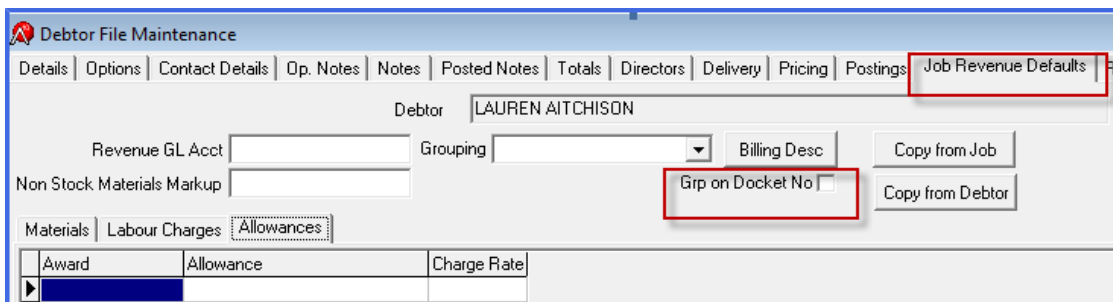 Debtor File Maintenance
Details Options Contact Details Op. Notes Notes Posted Notes Totals Directors Delivery Pricing Postings Job Revenue Defaults
Debtor LAUREN AITCHISON
Revenue GL Acct Grouping Billing Desc Copy from Job
Non Stock Materials Markup Grp on Docket No Copy from Debtor
Materials Labour Charges Allowances
Award Allowance Charge Rate